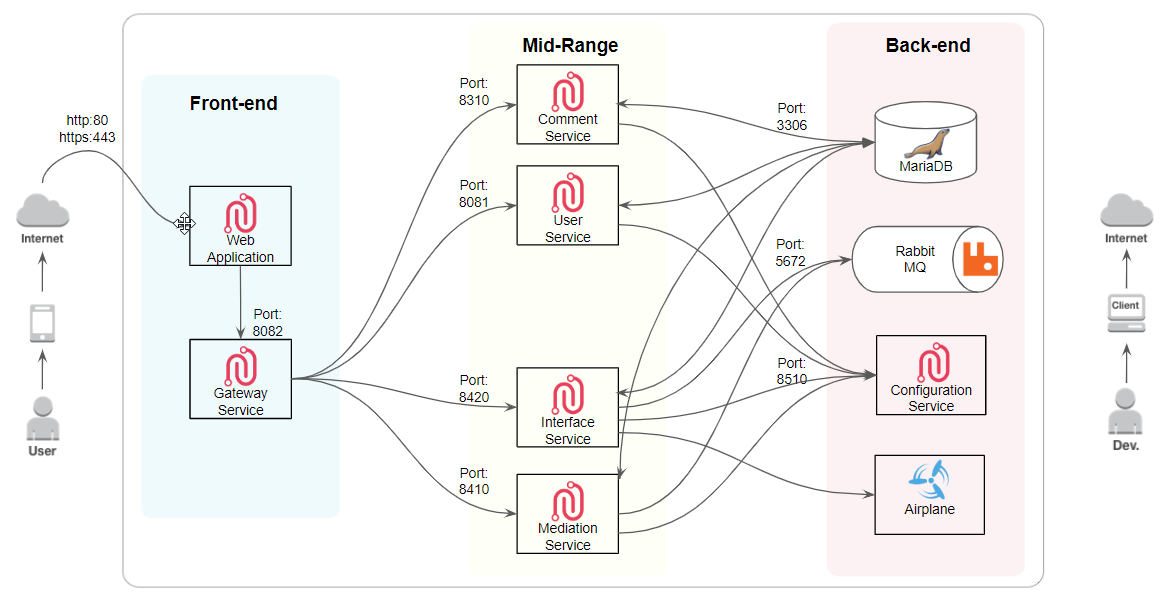 Mid-Range
Back-end
Front-end
http:80
https:443
Internet
User
Web
Application
Port:
8082
Gateway
Service
Port:
8310
Comment
Service
Port:
8081
User
Service
Port:
8420
Interface
Service
Port:
8410
Mediation
Service
Port:
3306
MariaDB
Port:
5672
Rabbit
MQ
Port:
8510
Configuration
Service
Airplane
Internet
Client
Dev.